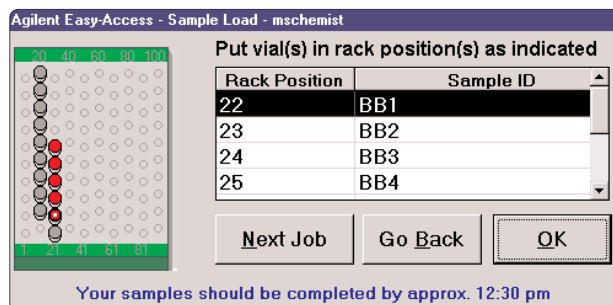 Agilent Easy-Access - Sample Load - mschemist
Put vial(s) in rack position(s) as indicated
20 40 60 80 100
Rack Position Sample ID
22 BB1
23 BB2
24 BB3
25 BB4
1 21 41 61 81
Next Job Go Back OK
Your samples should be completed by approx. 12:30 pm